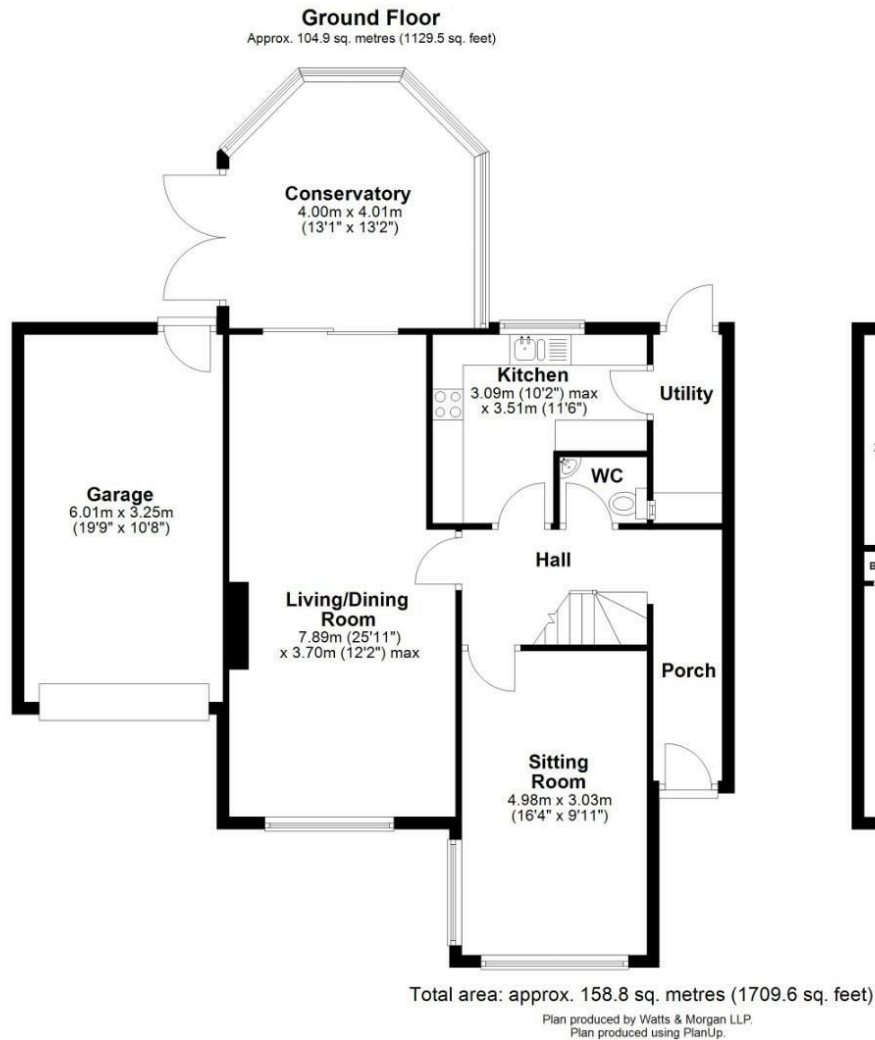 Ground Floor
Approx. 104.9 sq. metres (1129.5 sq. feet)
Conservatory
4.00m x 4.01m
(13'1" x 13'2")
Kitchen
3.09m (10'2") max
x 3.51m (11'6")
Utility
WC
Garage
6.01m x 3.25m
(19'9" x 10'8")
Hall
Living/Dining
Room
7.89m (25'11")
x 3.70m (12'2") max
Porch
Sitting
Room
4.98m x 3.03m
(16'4" x 9'11")
Total area: approx. 158.8 sq. metres (1709.6 sq. feet)
Plan produced by Watts & Morgan LLP.
Plan produced using PlanUp.